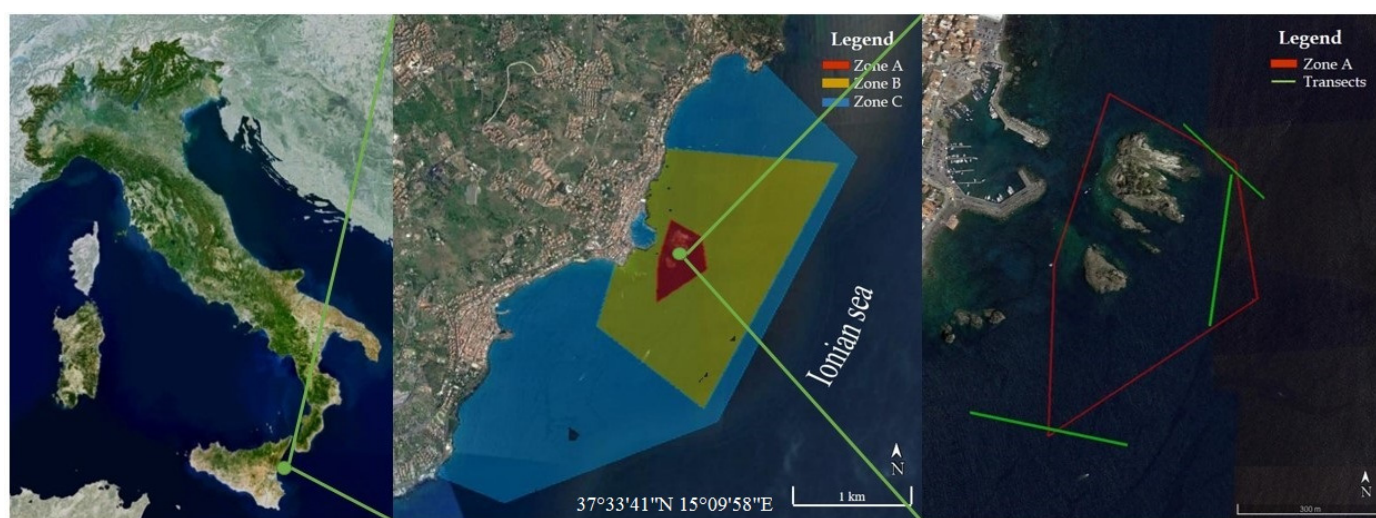 Legend
Zone A
Zone B
Zone C
Ionian sea
N
37°33'41"N 15°09'58"E
1 km
Legend
Zone A
Transects
N
300 m